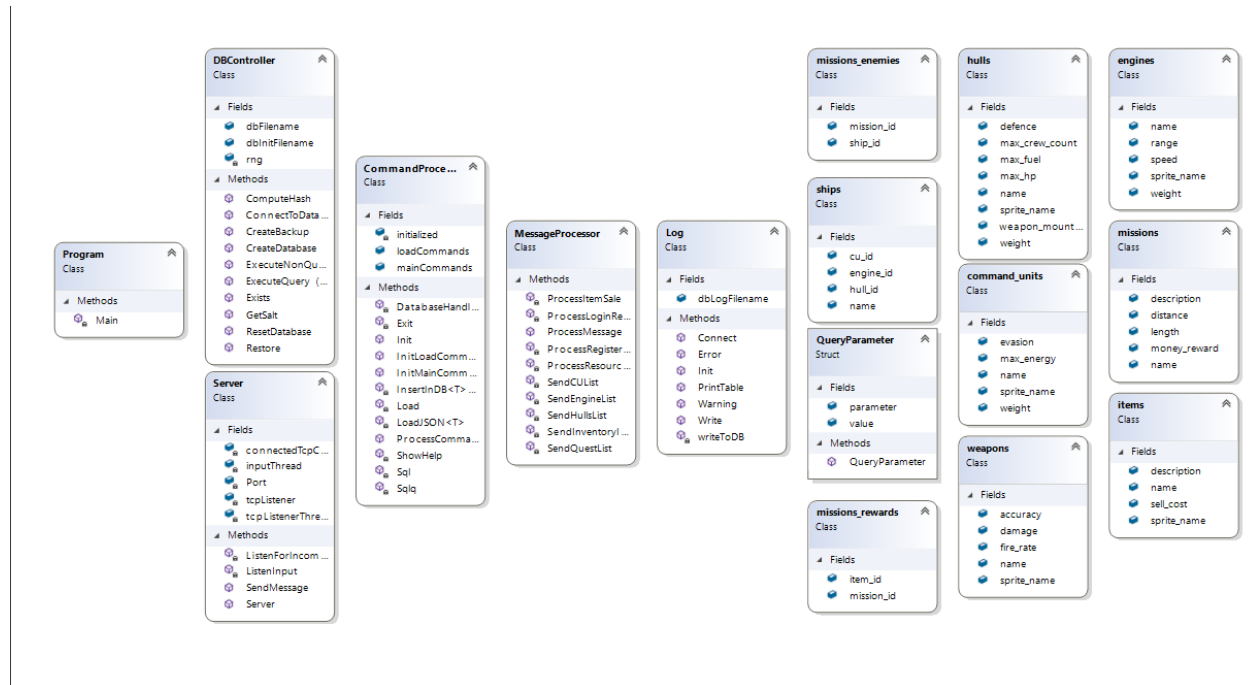 Program
Class
Methods
Main
DBController
Class
Fields
dbFilename
dbInitFilename
rng
Methods
ComputeHash
ConnectToData...
CreateBackup
CreateDatabase
ExecuteNonQu...
ExecuteQuery (...
Exists
GetSalt
ResetDatabase
Restore
Server
Class
Fields
connectedTcpC...
inputThread
Port
tcpListener
tcpListenerThre...
Methods
ListenForIncom...
ListenInput
SendMessage
Server
CommandProce...
Class
Fields
initialized
loadCommands
mainCommands
Methods
DatabaseHandl...
Exit
Init
InitLoadComm...
InitMainComm...
InsertInDB<T> ...
Load
LoadJSON<T>
ProcessComma...
ShowHelp
Sql
Sqlq
MessageProcessor
Class
Methods
ProcessItemSale
ProcessLoginRe...
ProcessMessage
ProcessRegister...
ProcessResourc...
SendCUList
SendEngineList
SendHullsList
SendInventoryI...
SendQuestList
Log
Class
Fields
dbLogFilename
Methods
Connect
Error
Init
PrintTable
Warning
Write
writeToDB
missions_enemies
Class
Fields
mission_id
ship_id
ships
Class
Fields
cu_id
engine_id
hull_id
name
QueryParameter
Struct
Fields
parameter
value
Methods
QueryParameter
missions_rewards
Class
Fields
item_id
mission_id
hulls
Class
Fields
defence
max_crew_count
max_fuel
max_hp
name
sprite_name
weapon_mount...
weight
command_units
Class
Fields
evasion
max_energy
name
sprite_name
weight
weapons
Class
Fields
accuracy
damage
fire_rate
name
sprite_name
engines
Class
Fields
name
range
speed
sprite_name
weight
missions
Class
Fields
description
distance
length
money_reward
name
items
Class
Fields
description
name
sell_cost
sprite_name